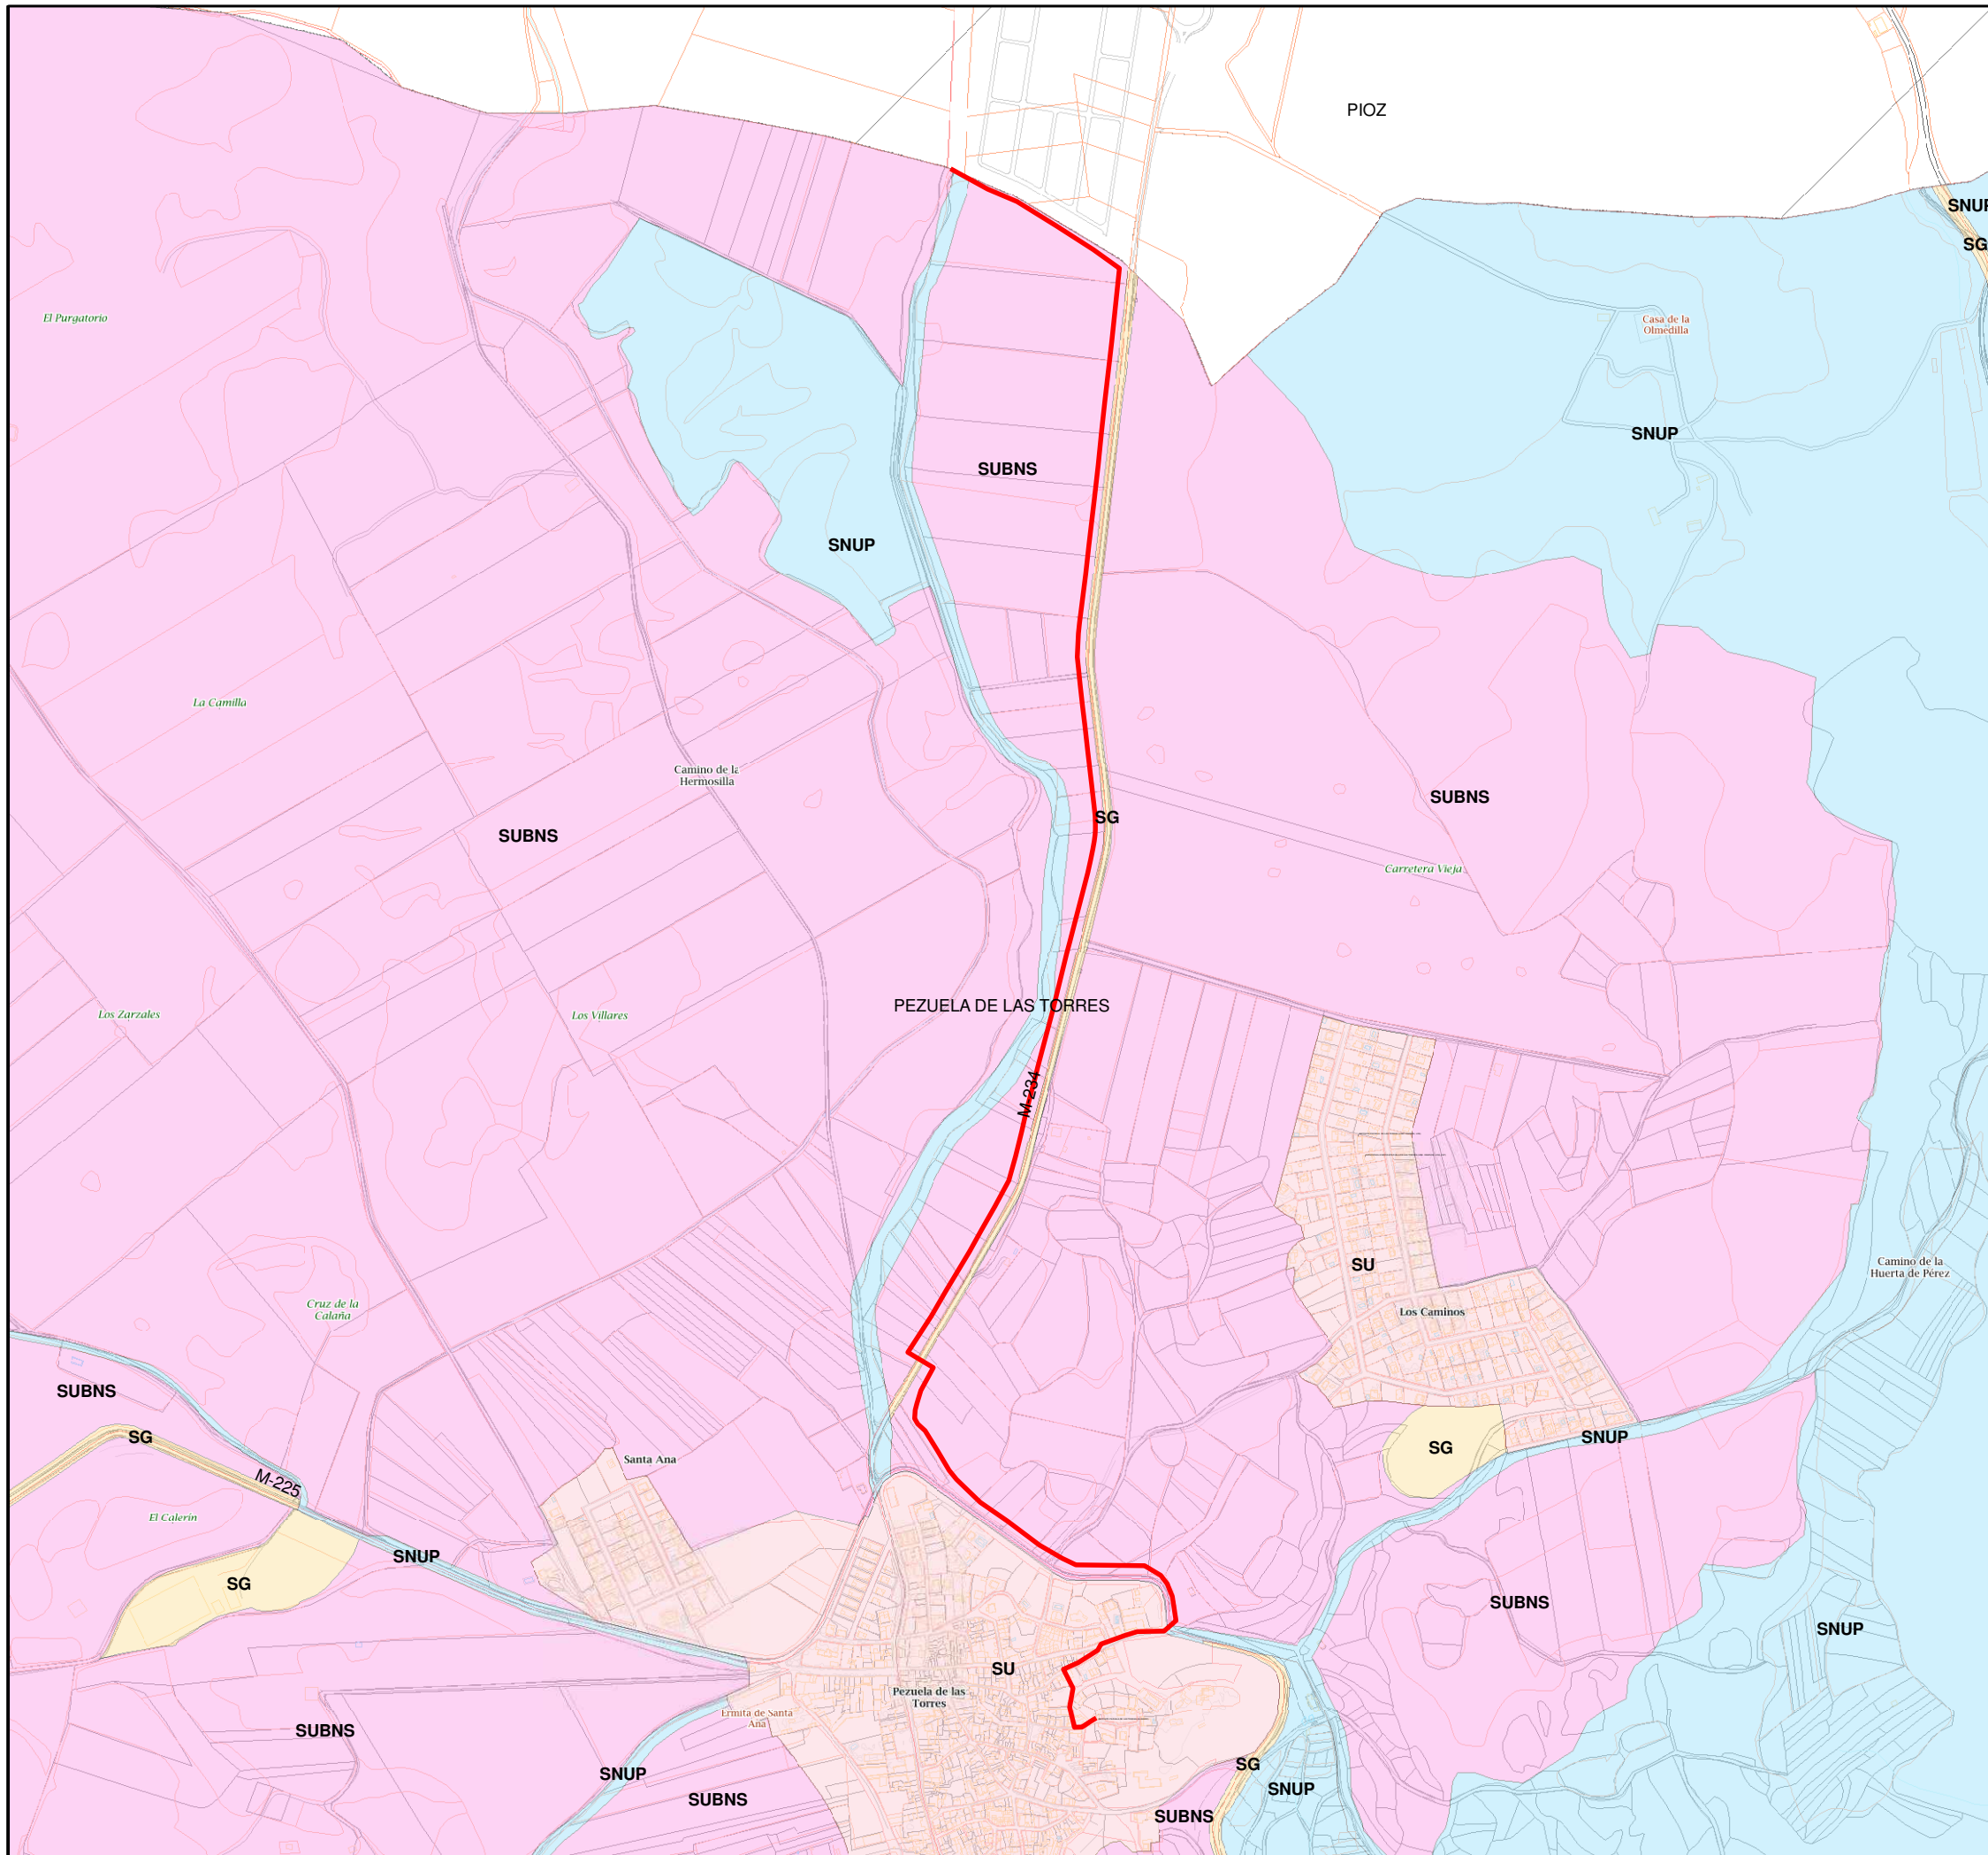 PIOZ
SNUP
SG
El Purgatorio
Casa de la
Olmedilla
SNUP
SUBNS
SNUP
La Camilla
Camino de la
Hermosilla
SUBNS
SG
SUBNS
Carretera Vieja
PEZUELA DE LAS TORRES
Los Zarzales
Los Villares
M-234
SU
Camino de la
Huerta de Pérez
Cruz de la
Calaña
Los Caminos
SUBNS
SG
SG
SNUP
Santa Ana
M-225
El Calerín
SNUP
SG
SUBNS
SNUP
SU
Pezuela de las
Torres
Ermita de Santa
Ana
SUBNS
SG
SNUP
SNUP
SUBNS
SUBNS